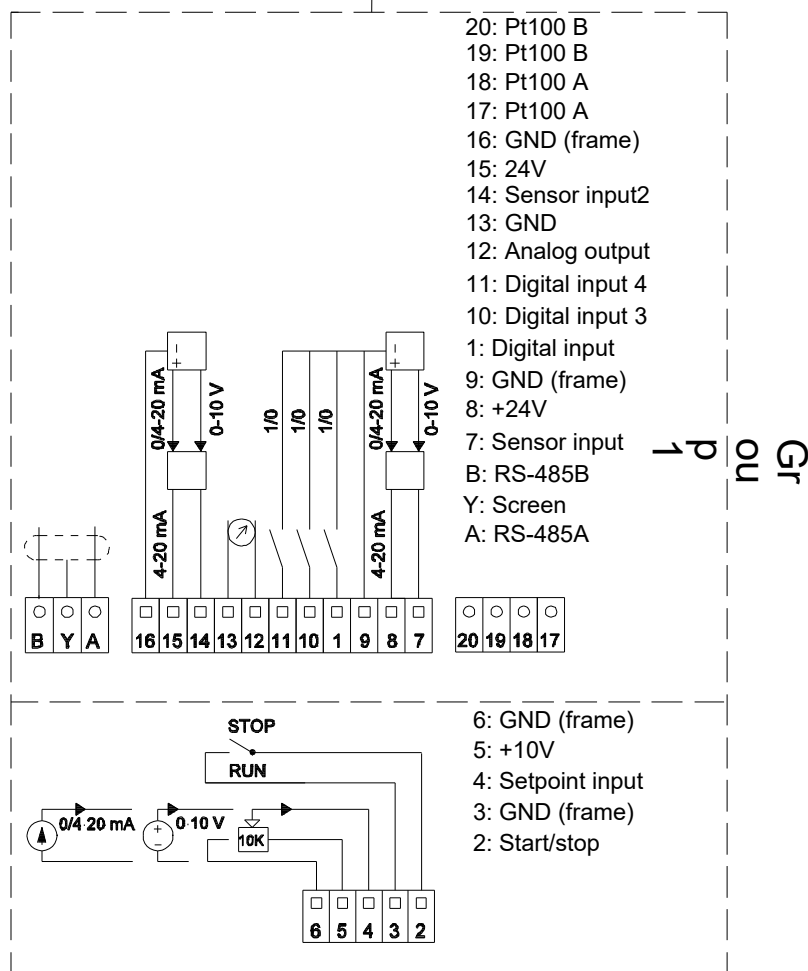 20: Pt100 B
19: Pt100 B
18: Pt100 A
17: Pt100 A
16: GND (frame)
15: 24V
14: Sensor input2
13: GND
12: Analog output
11: Digital input 4
10: Digital input 3
1: Digital input
9: GND (frame)
8: +24V
7: Sensor input
B: RS-485B
Y: Screen
A: RS-485A
Gr
ou
p
1
0/4-20 mA
0-10 V
1/0
1/0
1/0
0/4-20 mA
0-10 V
4-20 mA
4-20 mA
B Y A
16 15 14 13 12 11 10 1 9 8 7
20 19 18 17
STOP
RUN
0/4-20 mA
0-10 V
10K
6 5 4 3 2
6: GND (frame)
5: +10V
4: Setpoint input
3: GND (frame)
2: Start/stop